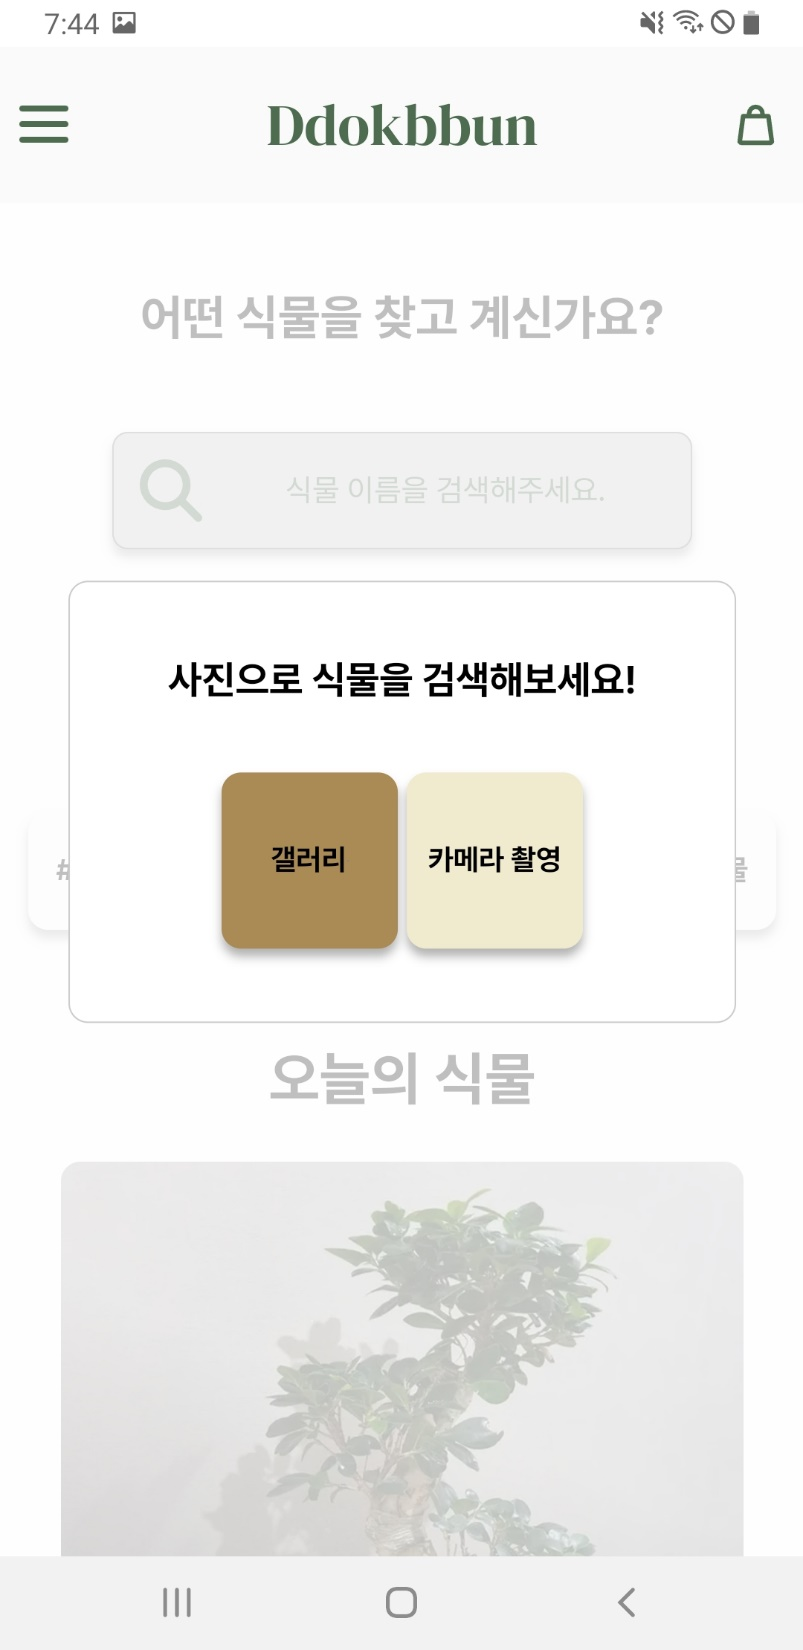 7:44
Ddokbbun
어떤 식물을 찾고 계신가요?
식물 이름을 검색해주세요.
사진으로 식물을 검색해보세요!
갤러리
카메라 촬영
#
물
오늘의 식물